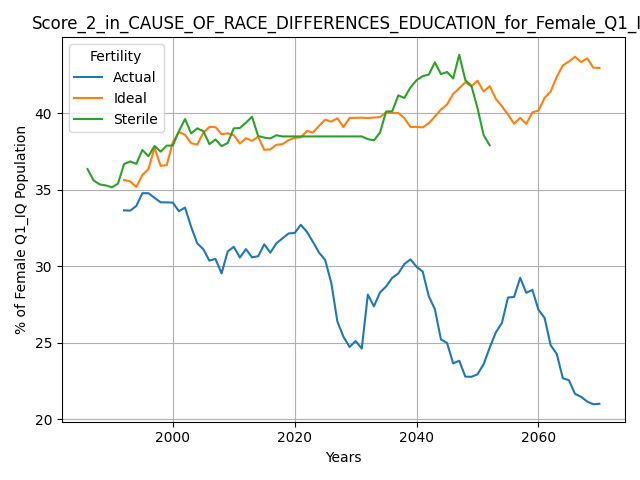 Score_2_in_CAUSE_OF_RACE_DIFFERENCES_EDUCATION_for_Female_Q1_I
Fertility
Actual
Ideal
Sterile
% of Female Q1_IQ Population
40
35
30
25
20
2000
2020
2040
2060
Years